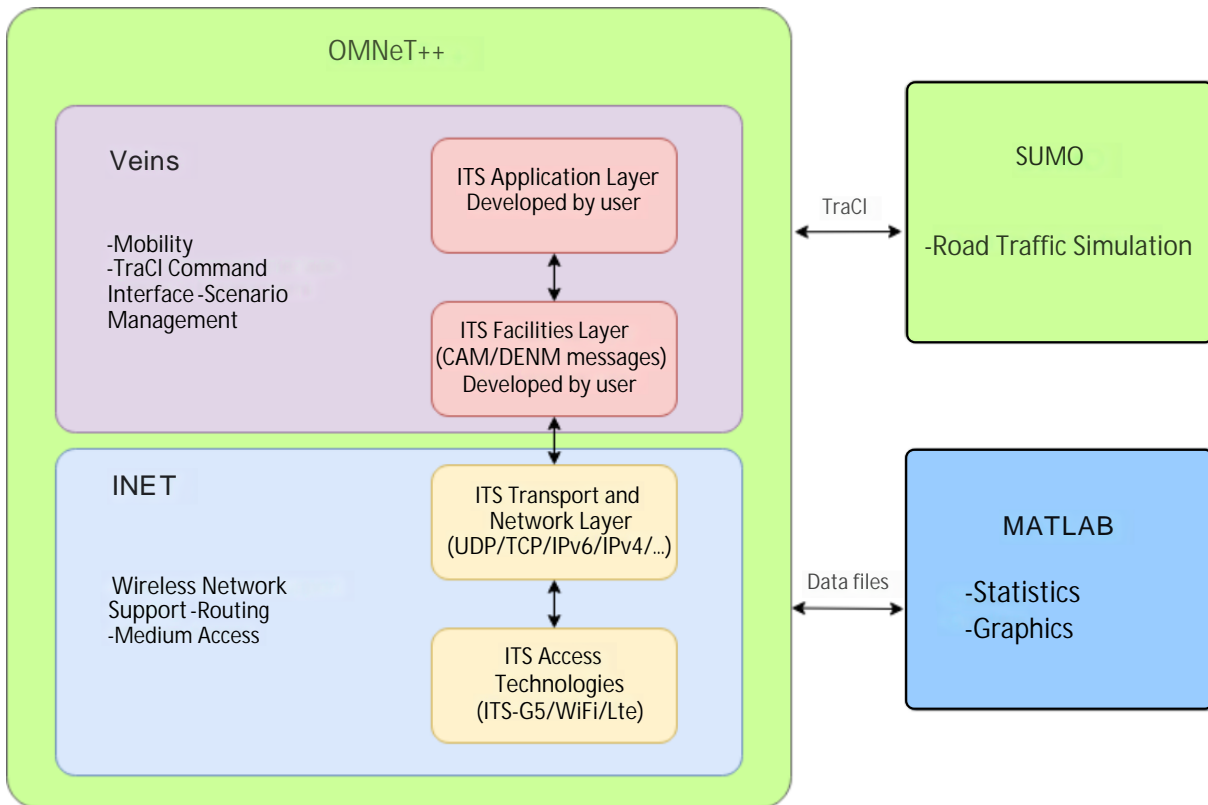 OMNeT++
Veins
-Mobility
-TraCI Command
Interface -Scenario
Management
ITS Application Layer
Developed by user
ITS Facilities Layer
(CAM/DENM messages)
Developed by user
INET
Wireless Network
Support -Routing
-Medium Access
ITS Transport and
Network Layer
(UDP/TCP/IPv6/IPv4/...)
ITS Access
Technologies
(ITS-G5/WiFi/Lte)
TraCI
SUMO
-Road Traffic Simulation
Data files
MATLAB
-Statistics
-Graphics